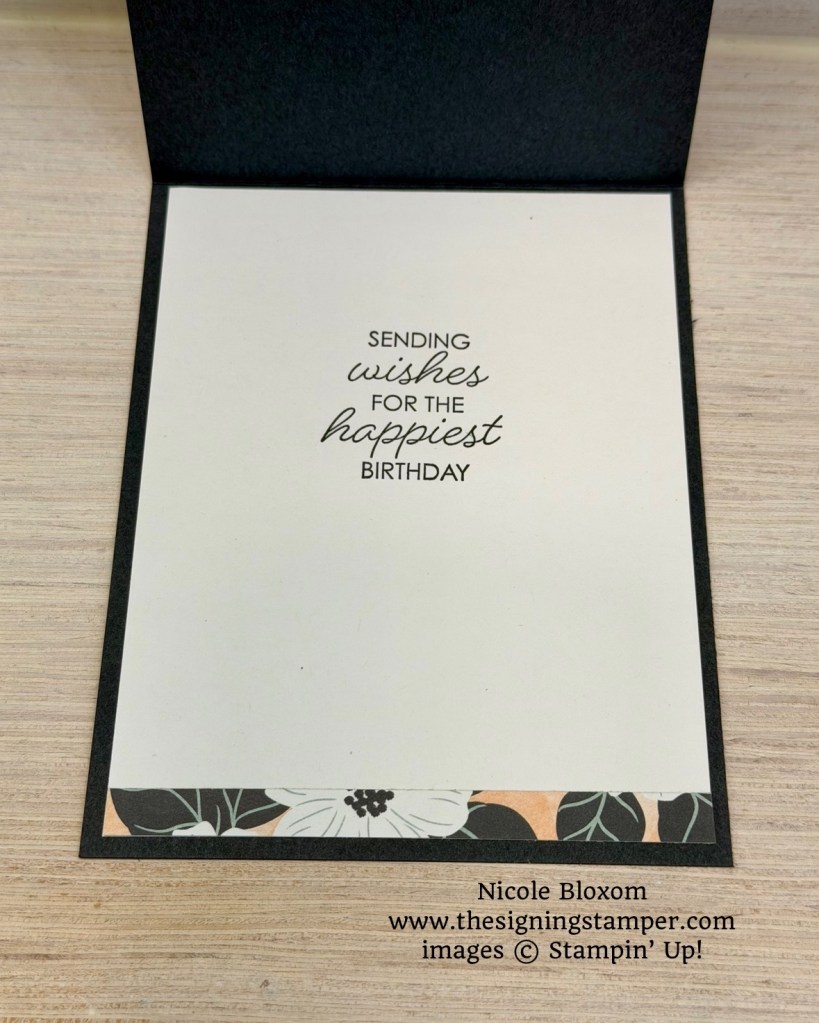 SENDING
wishes
FOR THE
happiest
BIRTHDAY
Nicole Bloxom
www.thesigningstamper.com
images © Stampin' Up!